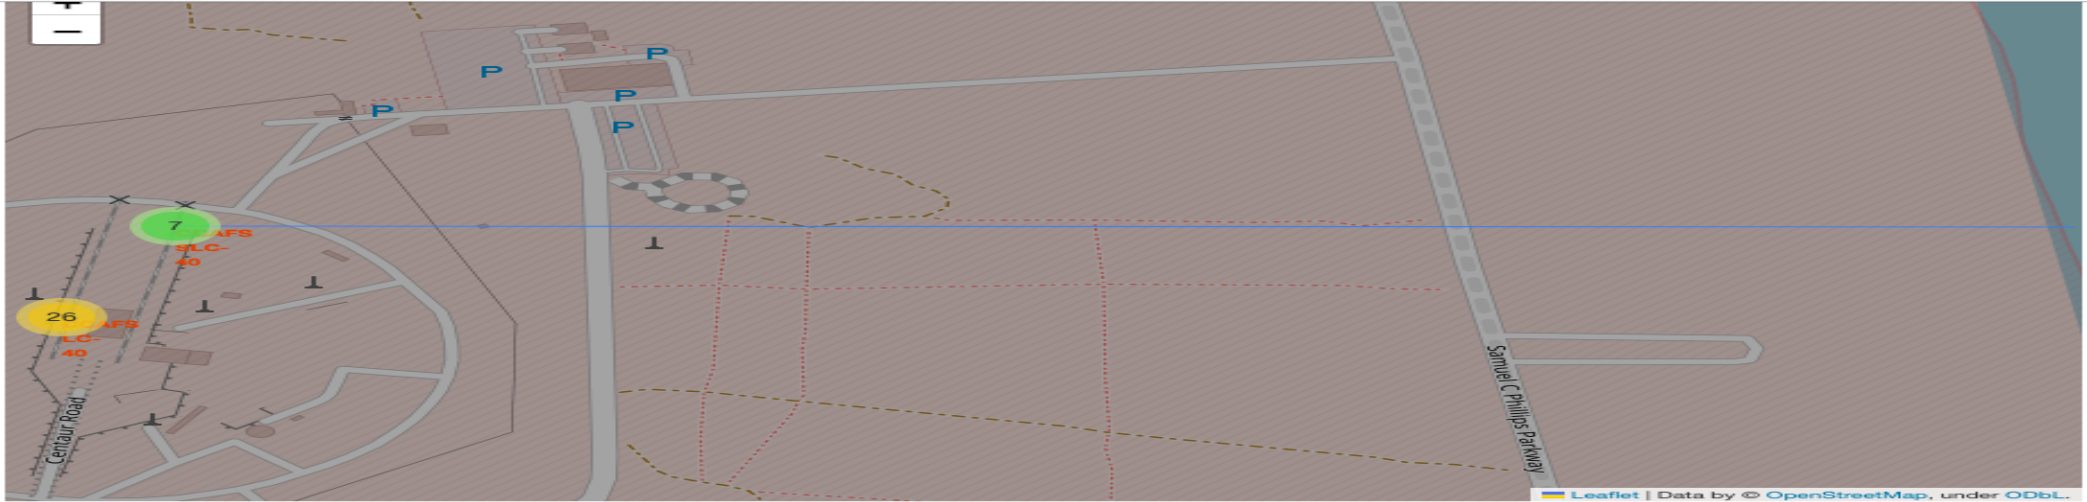 +
−
P
P
P
P
P
7
AFS
SLC-
40
26
AFS
LC-
40
Centaur Road
Samuel C Phillips Parkway
Leaflet | Data by © OpenStreetMap, under ODbL.